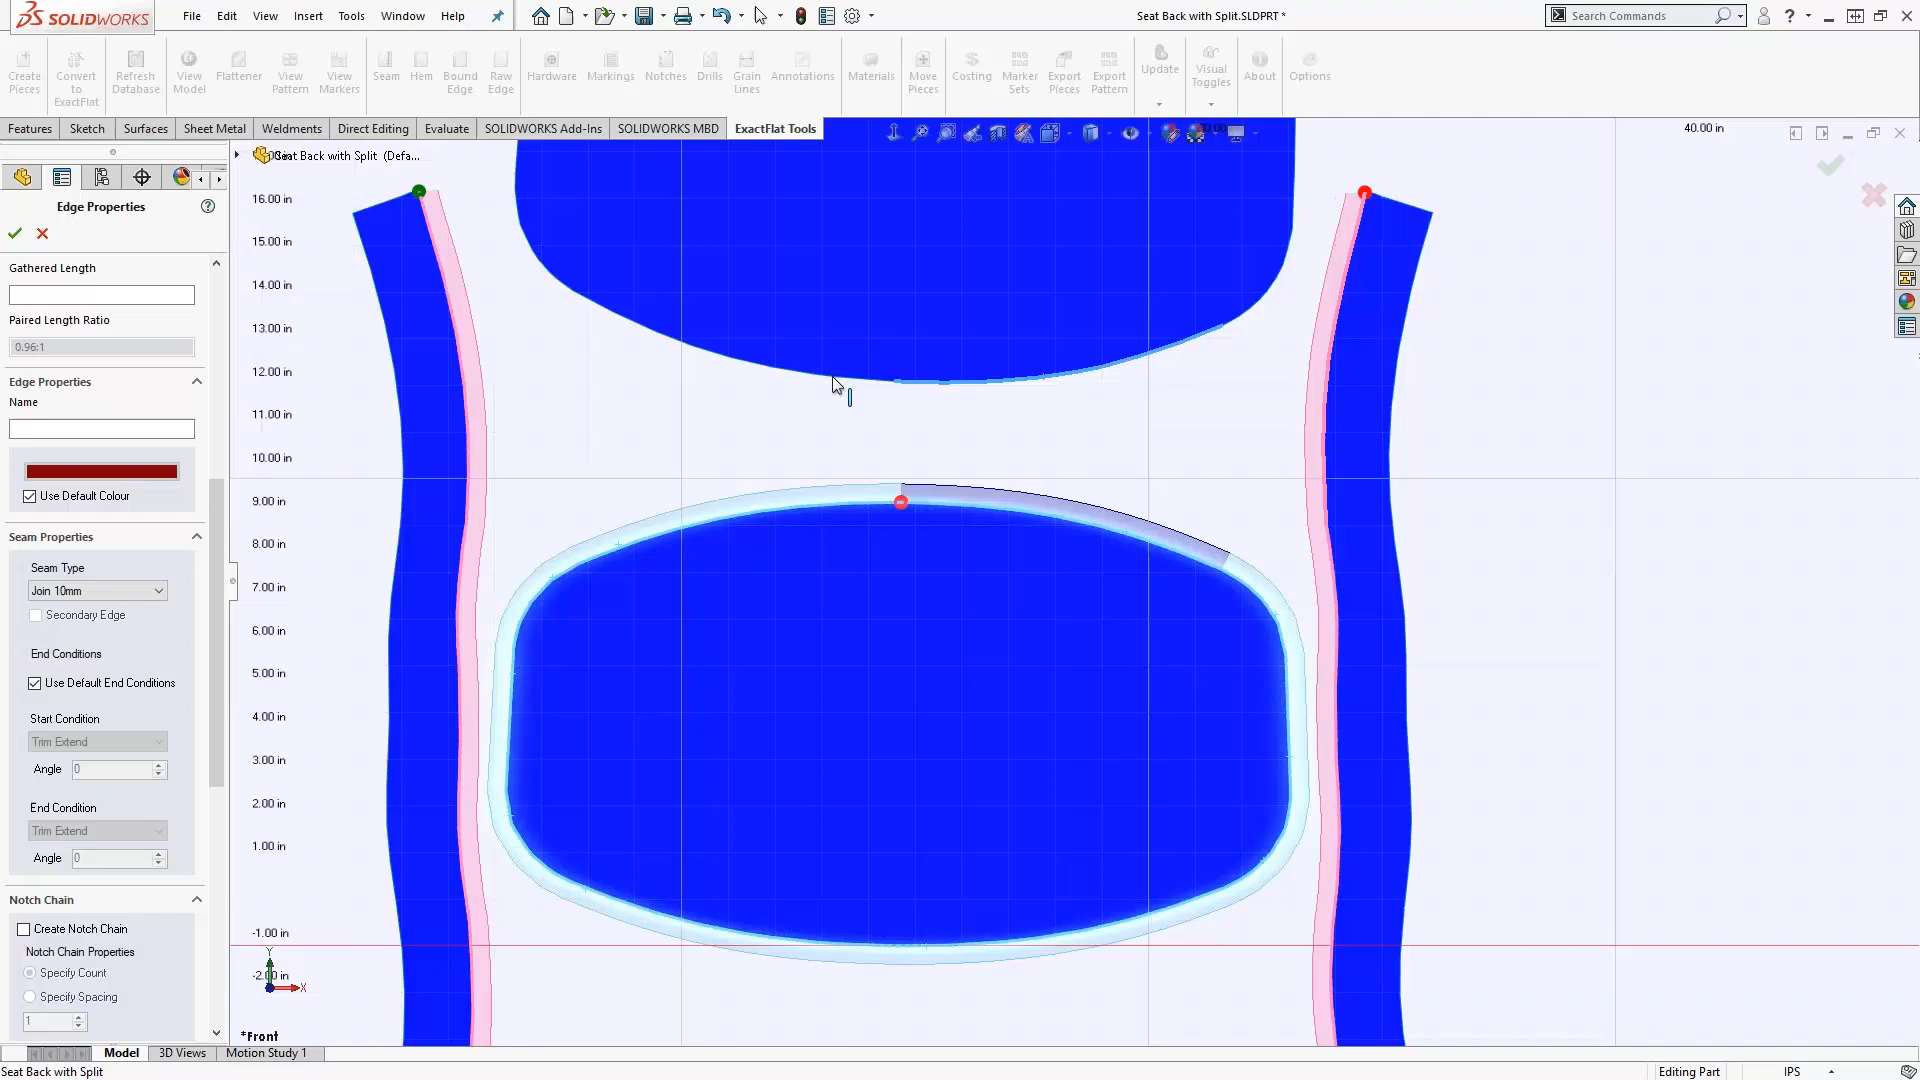 SOLIDWORKS
File Edit View Insert Tools Window Help
Seat Back with Split.SLDPRT *
Search Commands
Create Pieces
Convert to ExactFlat
Refresh Database
View Model
Flattener
View Pattern
View Markers
Seam
Hem
Bound Edge
Raw Edge
Hardware
Markings
Notches
Drills
Grain Lines
Annotations
Materials
Move Pieces
Costing
Marker Sets
Export Pieces
Export Pattern
Update
Visual Toggles
About
Options
Features Sketch Surfaces Sheet Metal Weldments Direct Editing Evaluate SOLIDWORKS Add-Ins SOLIDWORKS MBD ExactFlat Tools
40.00 in
Seat Back with Split (Defa...
Edge Properties
Gathered Length
Paired Length Ratio
0.96:1
Edge Properties
Name
Use Default Colour
Seam Properties
Seam Type
Join 10mm
Secondary Edge
End Conditions
Use Default End Conditions
Start Condition
Trim Extend
Angle 0
End Condition
Trim Extend
Angle 0
Notch Chain
Create Notch Chain
Notch Chain Properties
Specify Count
Specify Spacing
1
16.00 in
15.00 in
14.00 in
13.00 in
12.00 in
11.00 in
10.00 in
9.00 in
8.00 in
7.00 in
6.00 in
5.00 in
4.00 in
3.00 in
2.00 in
1.00 in
-1.00 in
Y
X
*Front
Model 3D Views Motion Study 1
Seat Back with Split
Editing Part
IPS